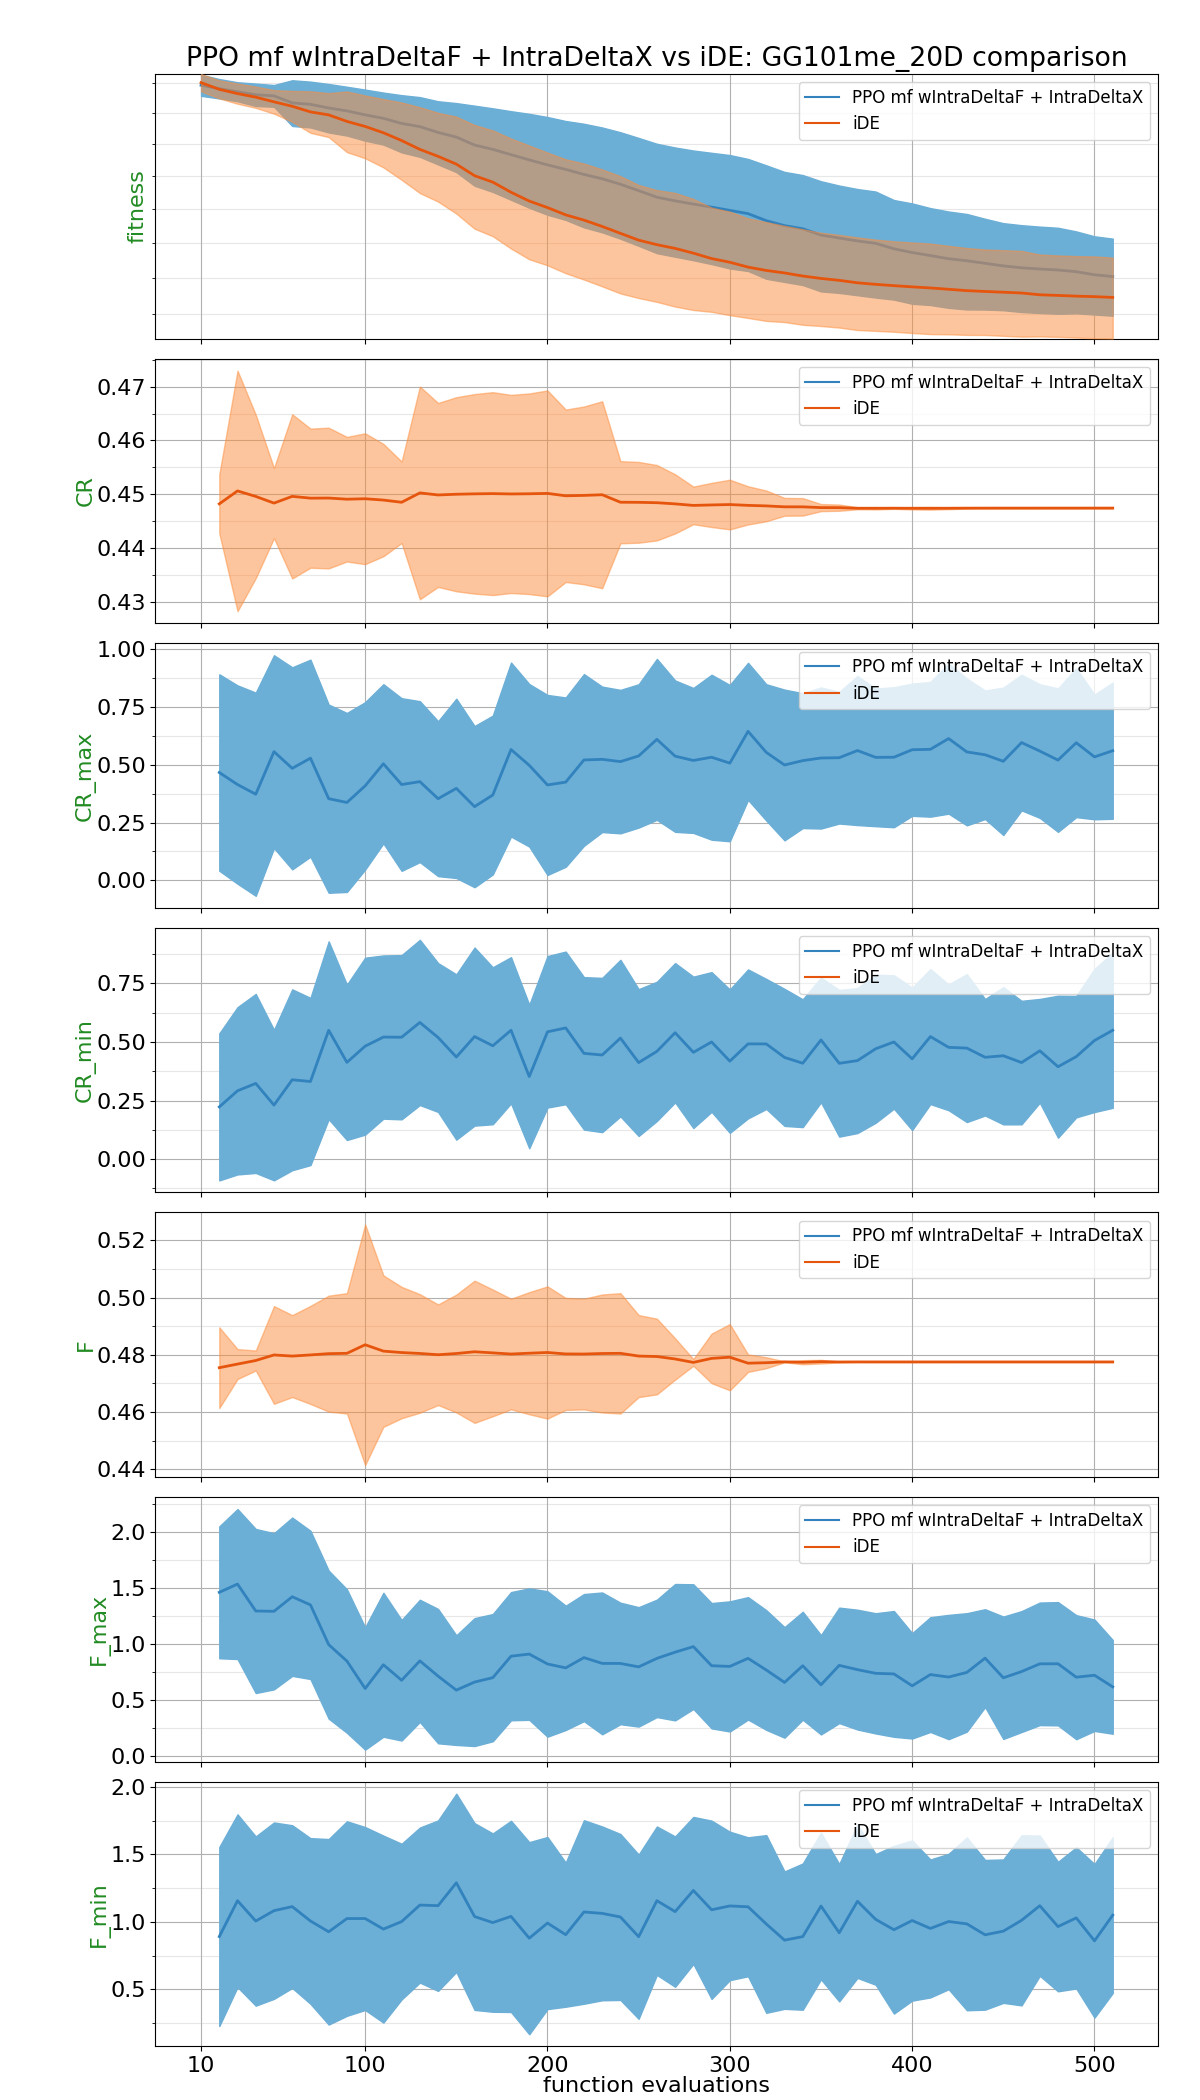 PPO mf wIntraDeltaF + IntraDeltaX vs iDE: GG101me_20D comparison
fitness
PPO mf wIntraDeltaF + IntraDeltaX
iDE
CR
0.47
0.46
0.45
0.44
0.43
PPO mf wIntraDeltaF + IntraDeltaX
iDE
CR_max
1.00
0.75
0.50
0.25
0.00
PPO mf wIntraDeltaF + IntraDeltaX
iDE
CR_min
0.75
0.50
0.25
0.00
PPO mf wIntraDeltaF + IntraDeltaX
iDE
F
0.52
0.50
0.48
0.46
0.44
PPO mf wIntraDeltaF + IntraDeltaX
iDE
F_max
2.0
1.5
1.0
0.5
0.0
PPO mf wIntraDeltaF + IntraDeltaX
iDE
F_min
2.0
1.5
1.0
0.5
PPO mf wIntraDeltaF + IntraDeltaX
iDE
10 100 200 300 400 500
function evaluations